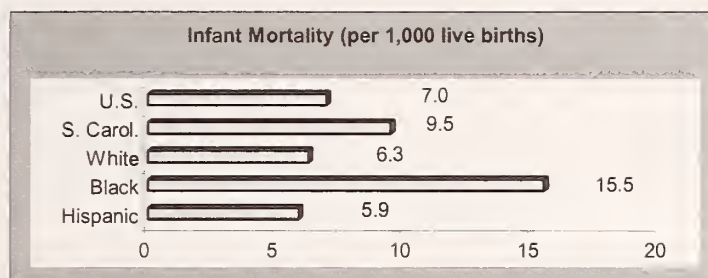 Infant Mortality (per 1,000 live births)
U.S. 7.0
S. Carol. 9.5
White 6.3
Black 15.5
Hispanic 5.9
0 5 10 15 20